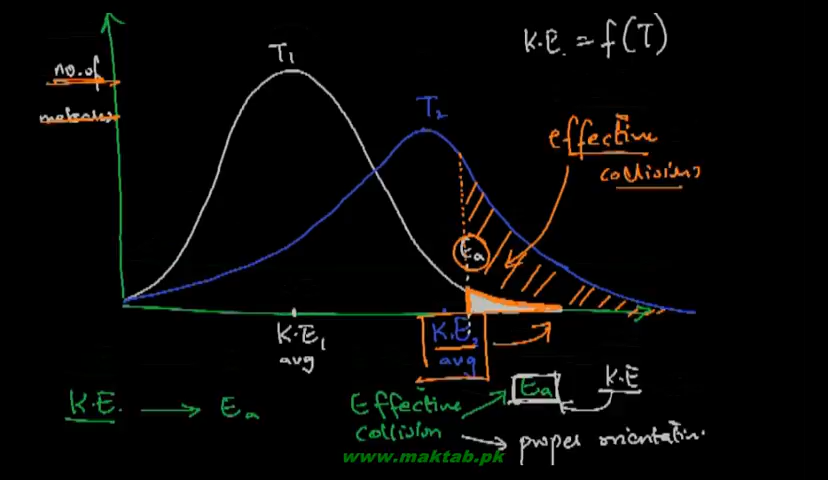 K.E. = f(T)
T1
no. of
molecules
T2
effective
collisions
Ea
K.E1
avg
K.E2
avg
K.E. → Ea
Effective
collision
Ea
K.E
proper orientation
www.maktab.pk